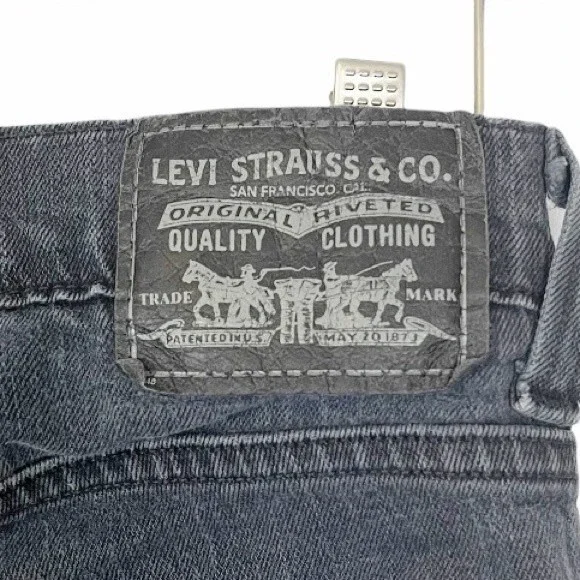 LEVI STRAUSS & CO.
SAN FRANCISCO, CAL.
ORIGINAL RIVETED
QUALITY CLOTHING
TRADE MARK
PATENTED IN U.S. MAY 20 1873